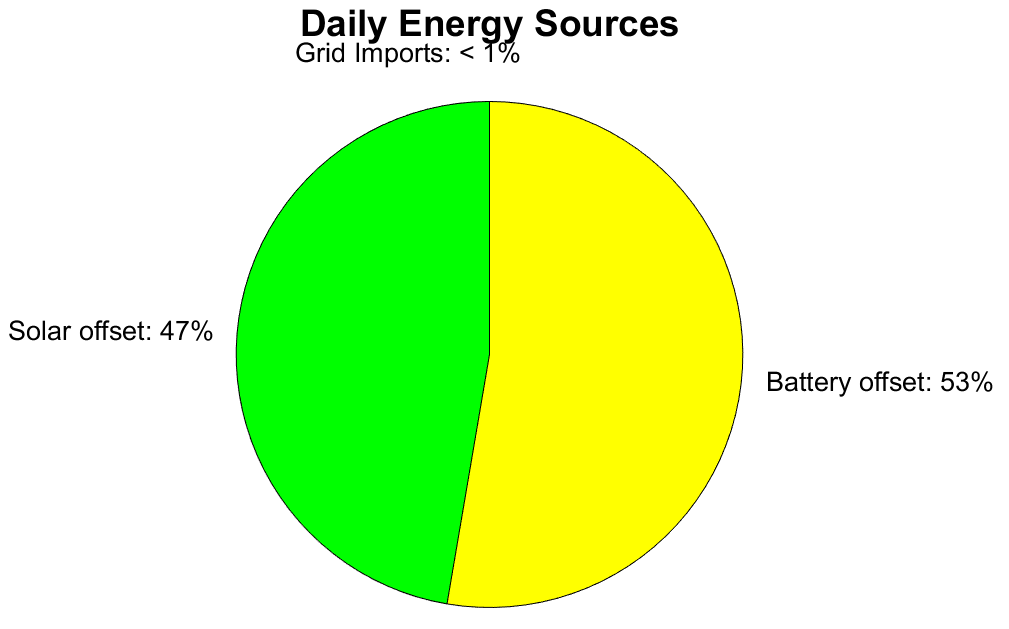 Daily Energy Sources
Grid Imports: < 1%
Solar offset: 47%
Battery offset: 53%